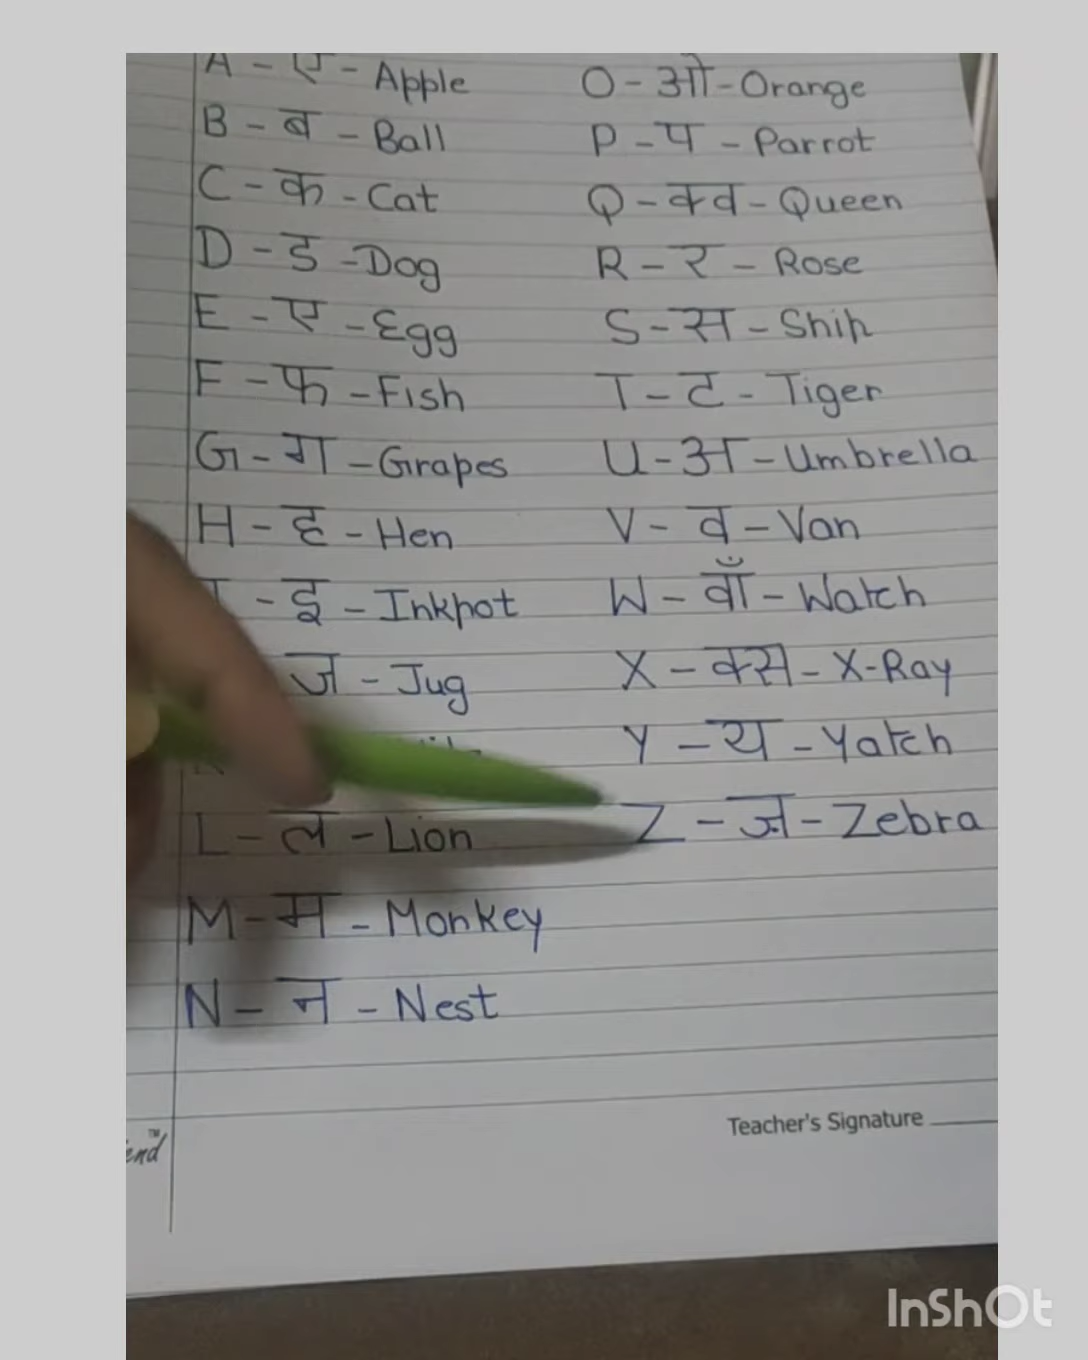 A - ए - Apple
B - ब - Ball
C - क - Cat
D - ड - Dog
E - ए - Egg
F - फ - Fish
G - ग - Grapes
H - ह - Hen
- इ - Inkpot
ज - Jug
L - ल - Lion
M - म - Monkey
N - न - Nest
O - ओ - Orange
P - प - Parrot
Q - क्व - Queen
R - र - Rose
S - स - Ship
T - ट - Tiger
U - अ - Umbrella
V - व - Van
W - वॉ - Watch
X - क्स - X-Ray
Y - य - Yatch
Z - ज़ - Zebra
Teacher's Signature
InShOt